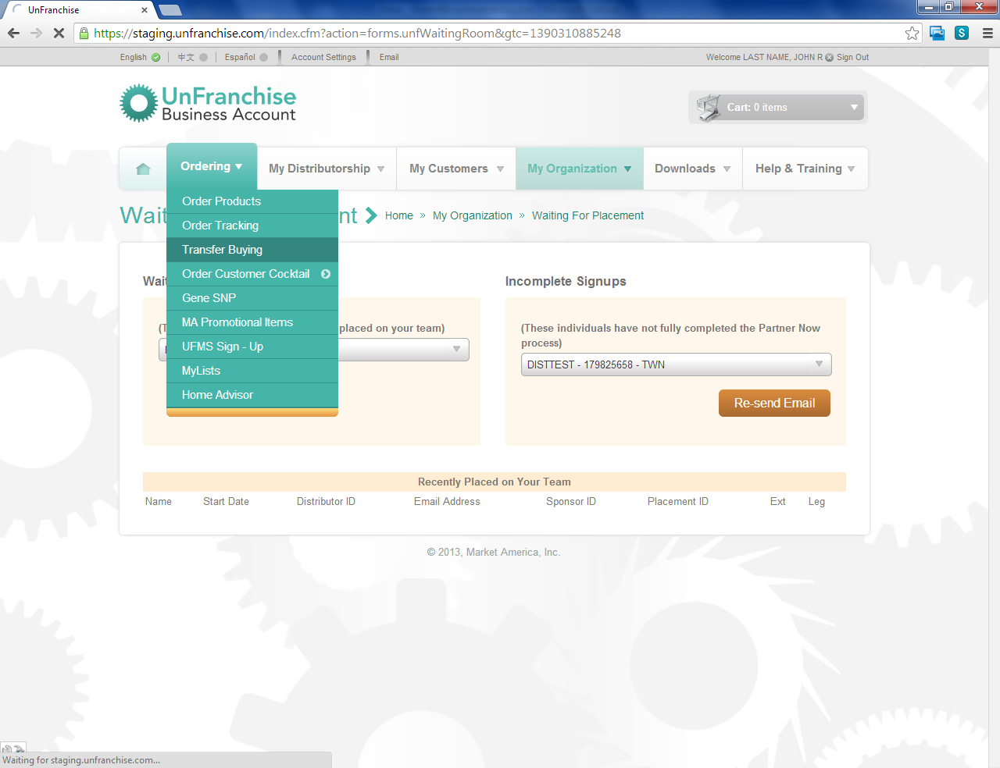 UnFranchise
https://staging.unfranchise.com/index.cfm?action=forms.unfWaitingRoom&gtc=1390310885248
English 中文 Español Account Settings Email Welcome LAST NAME, JOHN R Sign Out
UnFranchise
Business Account
Cart: 0 items
Ordering My Distributorship My Customers My Organization Downloads Help & Training
Order Products
Order Tracking
Transfer Buying
Order Customer Cocktail
Gene SNP
MA Promotional Items
UFMS Sign - Up
MyLists
Home Advisor
Home » My Organization » Waiting For Placement
placed on your team)
Incomplete Signups
(These individuals have not fully completed the Partner Now
process)
DISTTEST - 179825658 - TWN
Re-send Email
Recently Placed on Your Team
Name Start Date Distributor ID Email Address Sponsor ID Placement ID Ext Leg
© 2013, Market America, Inc.
Waiting for staging.unfranchise.com...